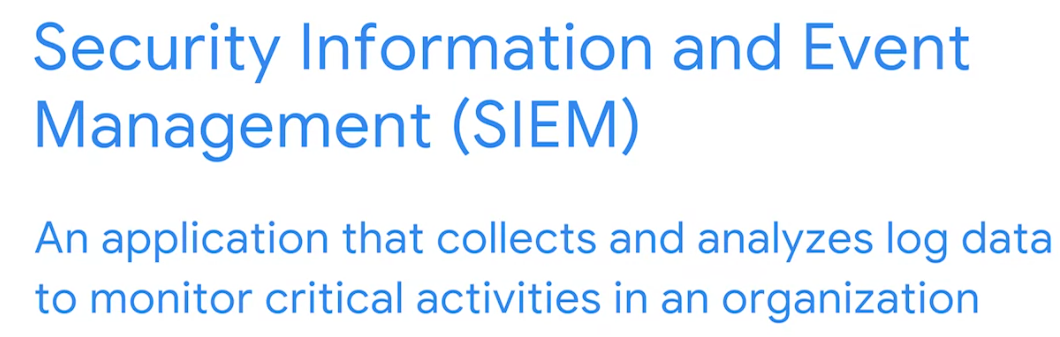 Security Information and Event
Management (SIEM)
An application that collects and analyzes log data
to monitor critical activities in an organization